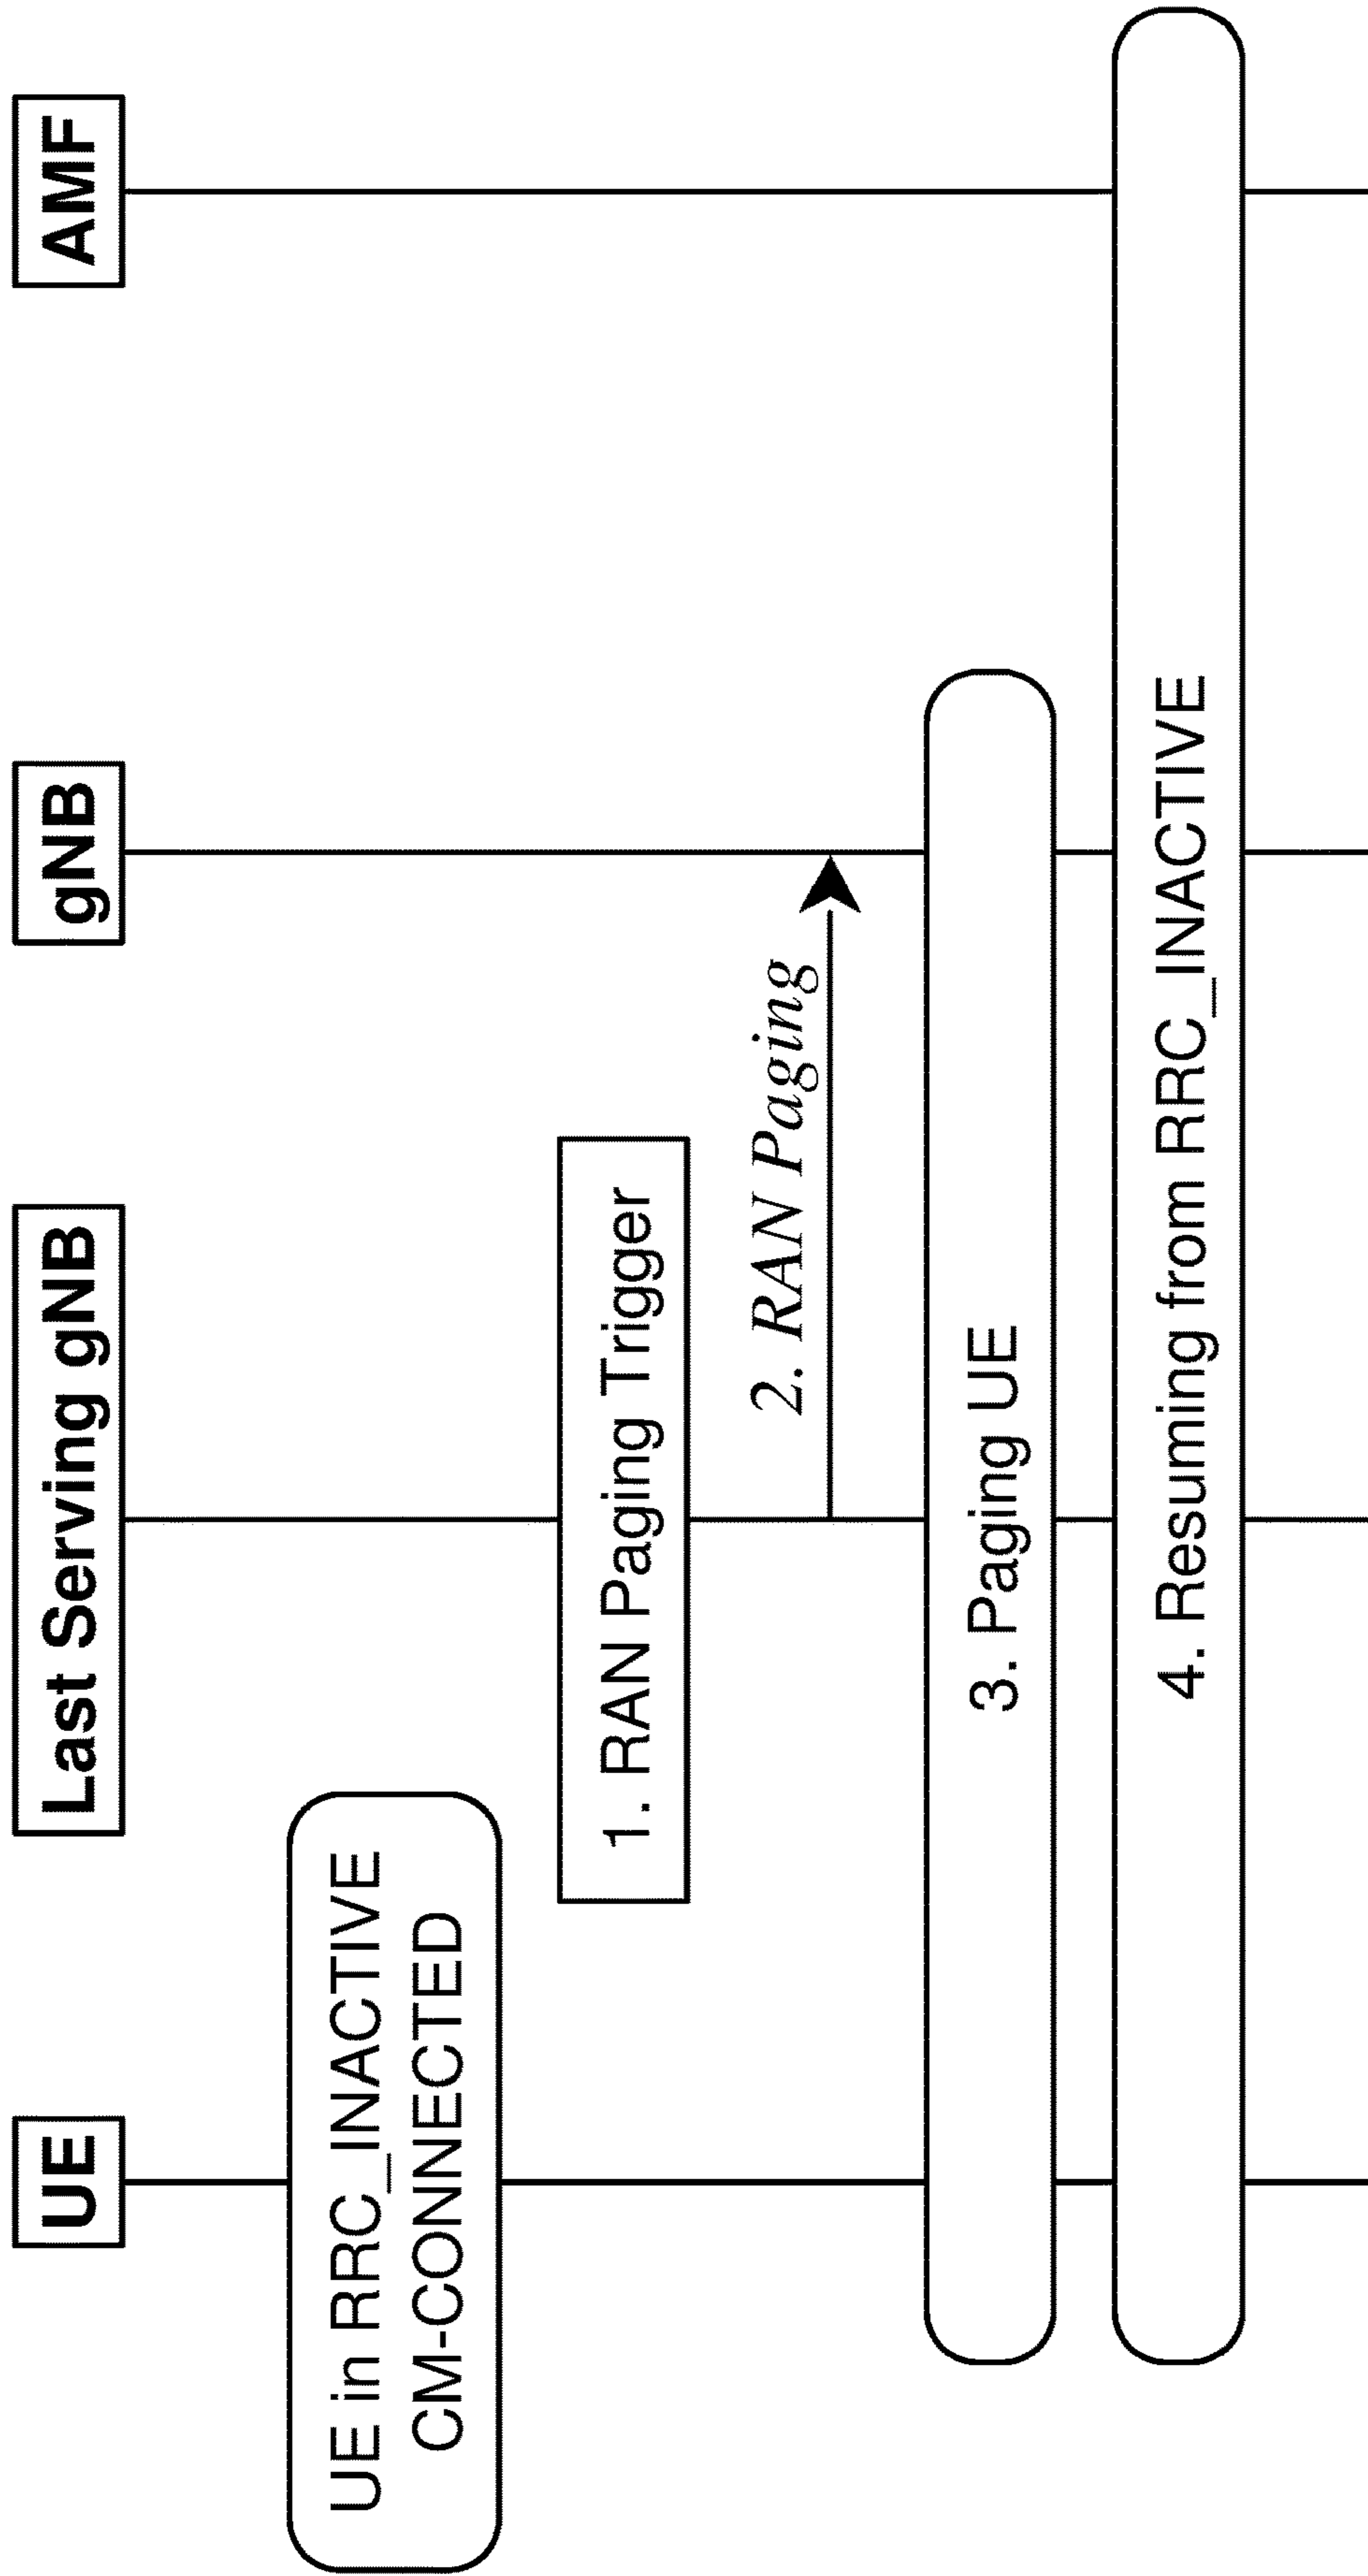 UE
Last Serving gNB
gNB
AMF
UE in RRC_INACTIVE
CM-CONNECTED
1. RAN Paging Trigger
2. RAN Paging
3. Paging UE
4. Resuming from RRC_INACTIVE